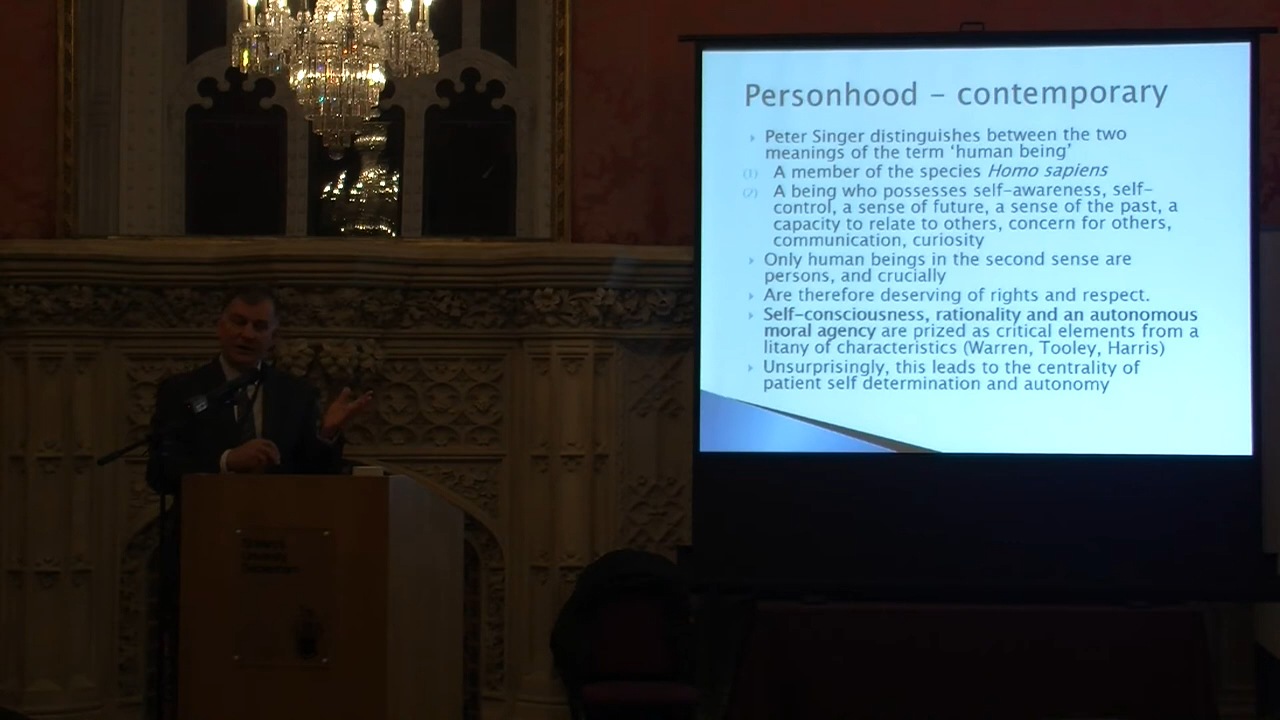 Personhood – contemporary
Peter Singer distinguishes between the two
meanings of the term ‘human being’
(1) A member of the species Homo sapiens
(2) A being who possesses self-awareness, self-
control, a sense of future, a sense of the past, a
capacity to relate to others, concern for others,
communication, curiosity
Only human beings in the second sense are
persons, and crucially
Are therefore deserving of rights and respect.
Self-consciousness, rationality and an autonomous
moral agency are prized as critical elements from a
litany of characteristics (Warren, Tooley, Harris)
Unsurprisingly, this leads to the centrality of
patient self determination and autonomy